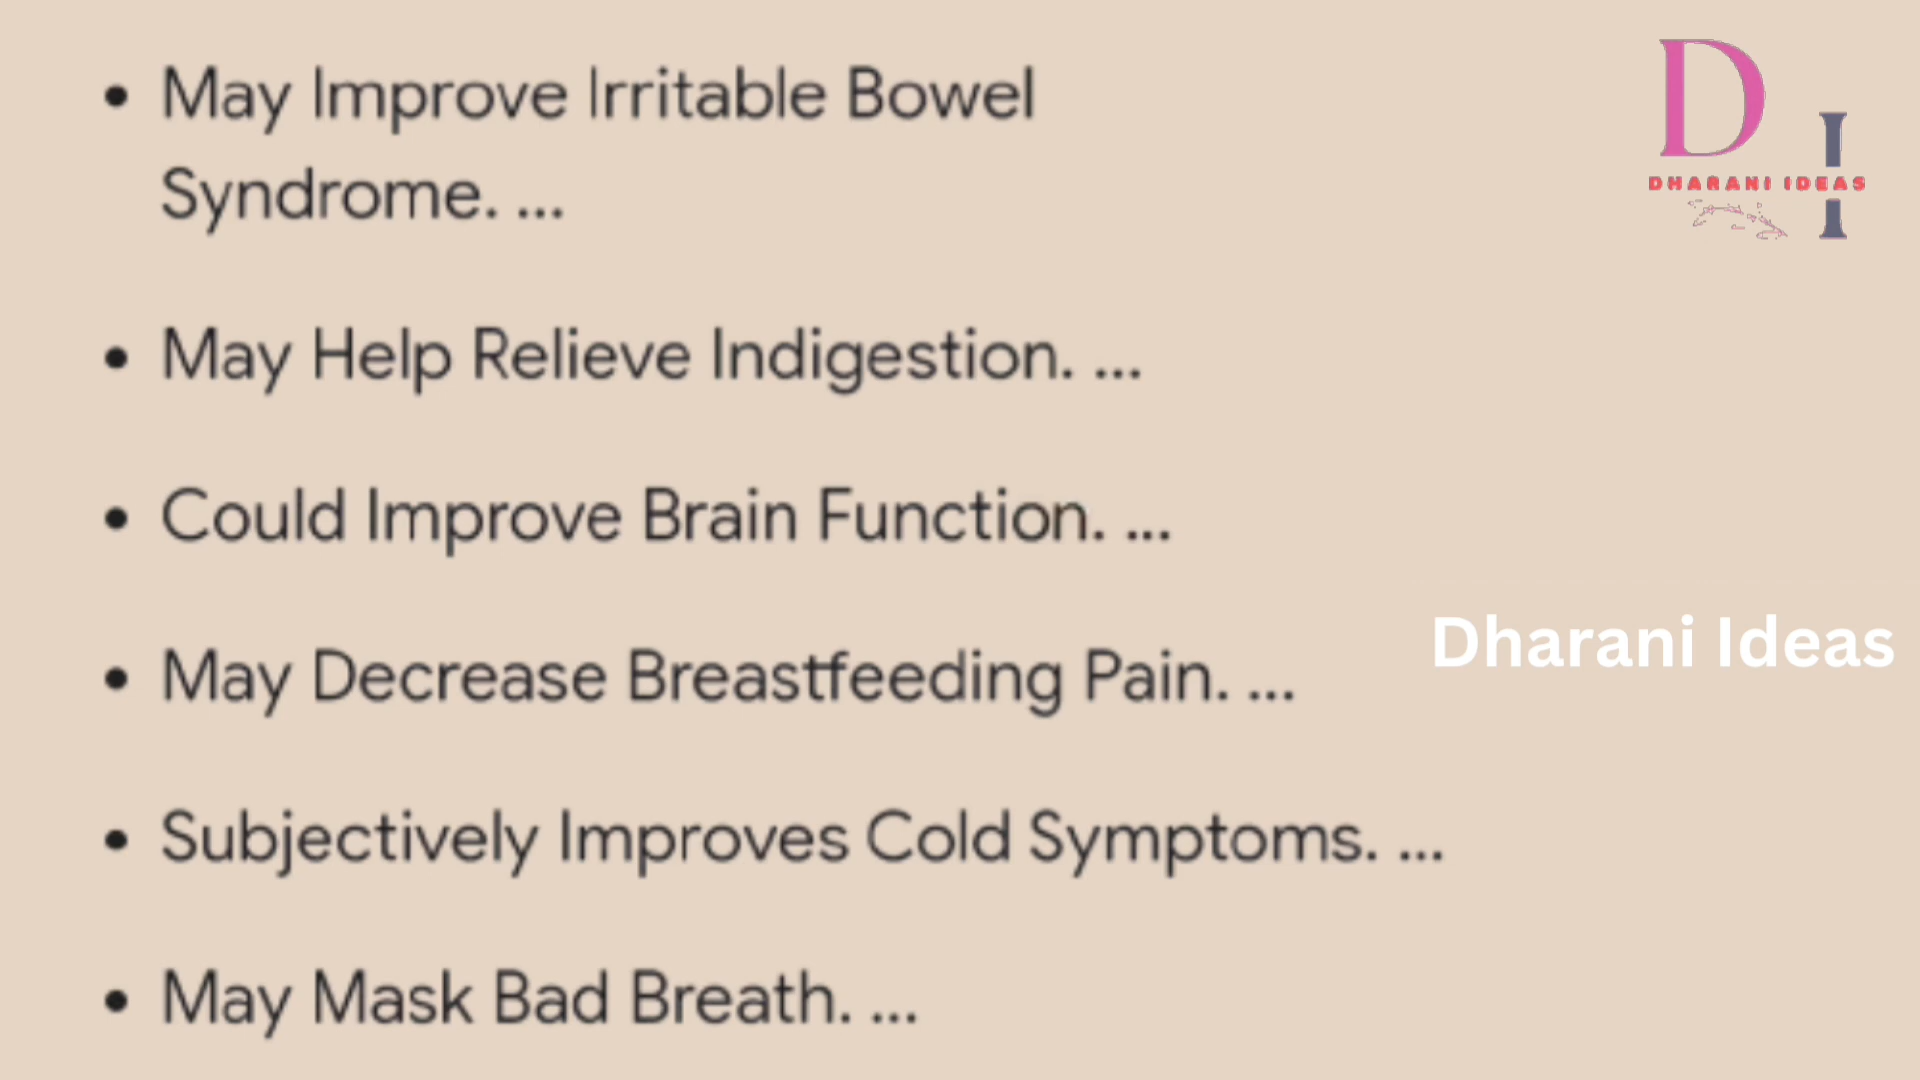 • May Improve Irritable Bowel
Syndrome. ...
• May Help Relieve Indigestion. ...
• Could Improve Brain Function. ...
• May Decrease Breastfeeding Pain. ...
• Subjectively Improves Cold Symptoms. ...
• May Mask Bad Breath. ...
D I
DHARANI IDEAS
Dharani Ideas